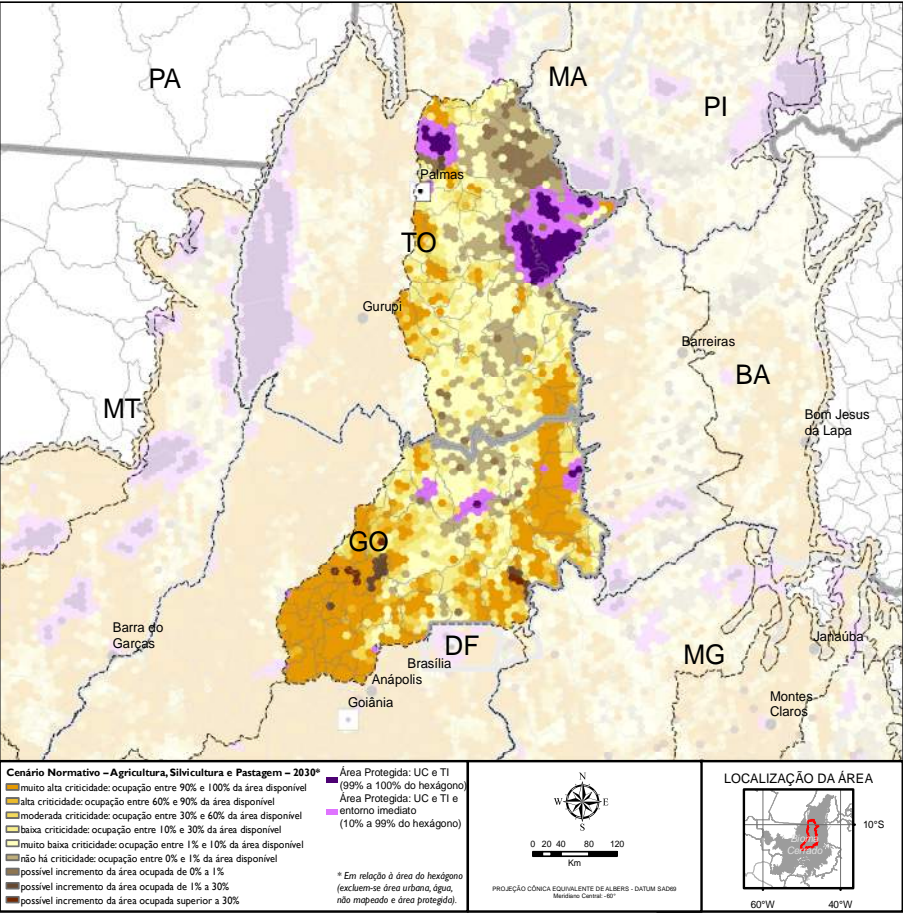 PA
MA
PI
Palmas
TO
Gurupi
Barreiras
BA
MT
Bom Jesus
da Lapa
GO
Barra do
Garças
DF
Brasília
Anápolis
Goiânia
MG
Janaúba
Montes
Claros
Cenário Normativo – Agricultura, Silvicultura e Pastagem – 2030*
muito alta criticidade: ocupação entre 90% e 100% da área disponível
alta criticidade: ocupação entre 60% e 90% da área disponível
moderada criticidade: ocupação entre 30% e 60% da área disponível
baixa criticidade: ocupação entre 10% e 30% da área disponível
muito baixa criticidade: ocupação entre 1% e 10% da área disponível
não há criticidade: ocupação entre 0% e 1% da área disponível
possível incremento da área ocupada de 0% a 1%
possível incremento da área ocupada de 1% a 30%
possível incremento da área ocupada superior a 30%
Área Protegida: UC e TI
(99% a 100% do hexágono)
Área Protegida: UC e TI e
entorno imediato
(10% a 99% do hexágono)
* Em relação à área do hexágono
(excluem-se área urbana, água,
não mapeado e área protegida).
N
W E
S
0 20 40 80 120
Km
PROJEÇÃO CÔNICA EQUIVALENTE DE ALBERS - DATUM SAD69
Meridiano Central: -60°
LOCALIZAÇÃO DA ÁREA
Bioma
Cerrado
10°S
60°W 40°W